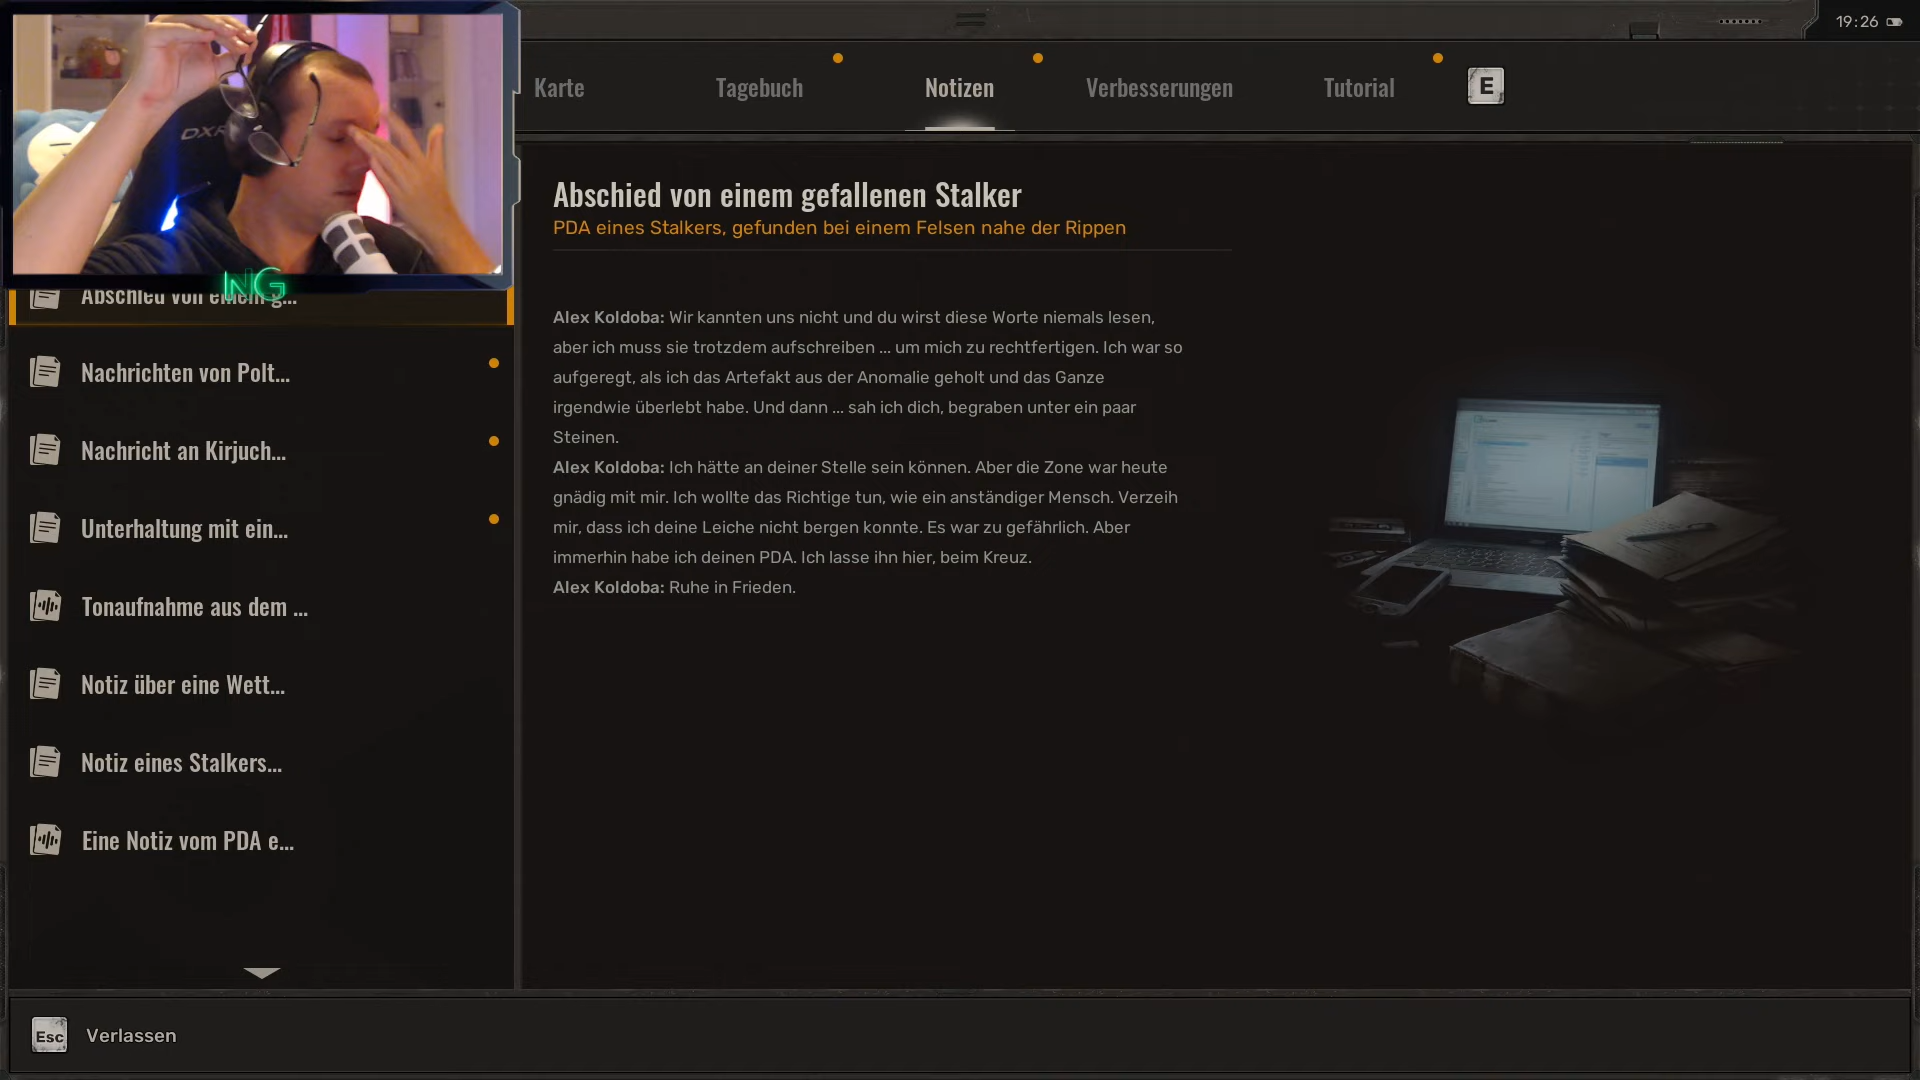 DXR
NG
19:26
Karte
Tagebuch
Notizen
Verbesserungen
Tutorial
E
Abschied von einem g...
Nachrichten von Polt...
Nachricht an Kirjuch...
Unterhaltung mit ein...
Tonaufnahme aus dem ...
Notiz über eine Wett...
Notiz eines Stalkers...
Eine Notiz vom PDA e...
Abschied von einem gefallenen Stalker
PDA eines Stalkers, gefunden bei einem Felsen nahe der Rippen
Alex Koldoba: Wir kannten uns nicht und du wirst diese Worte niemals lesen,
aber ich muss sie trotzdem aufschreiben ... um mich zu rechtfertigen. Ich war so
aufgeregt, als ich das Artefakt aus der Anomalie geholt und das Ganze
irgendwie überlebt habe. Und dann ... sah ich dich, begraben unter ein paar
Steinen.
Alex Koldoba: Ich hätte an deiner Stelle sein können. Aber die Zone war heute
gnädig mit mir. Ich wollte das Richtige tun, wie ein anständiger Mensch. Verzeih
mir, dass ich deine Leiche nicht bergen konnte. Es war zu gefährlich. Aber
immerhin habe ich deinen PDA. Ich lasse ihn hier, beim Kreuz.
Alex Koldoba: Ruhe in Frieden.
Esc Verlassen